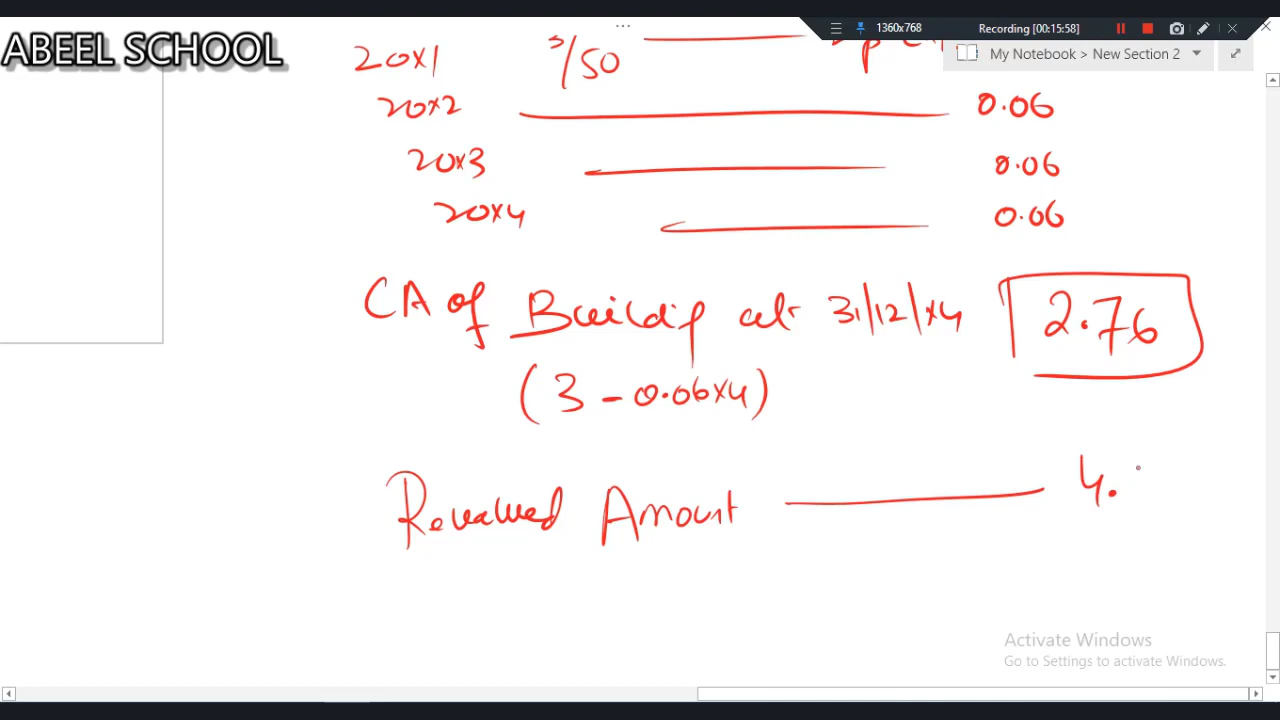 ABEEL SCHOOL
1360x768
Recording [00:15:58]
My Notebook > New Section 2
20x1 3/50
20x2 0.06
20x3 0.06
20x4 0.06
CA of Building at 31/12/x4 2.76
(3 - 0.06x4)
Revalued Amount 4.
Activate Windows
Go to Settings to activate Windows.